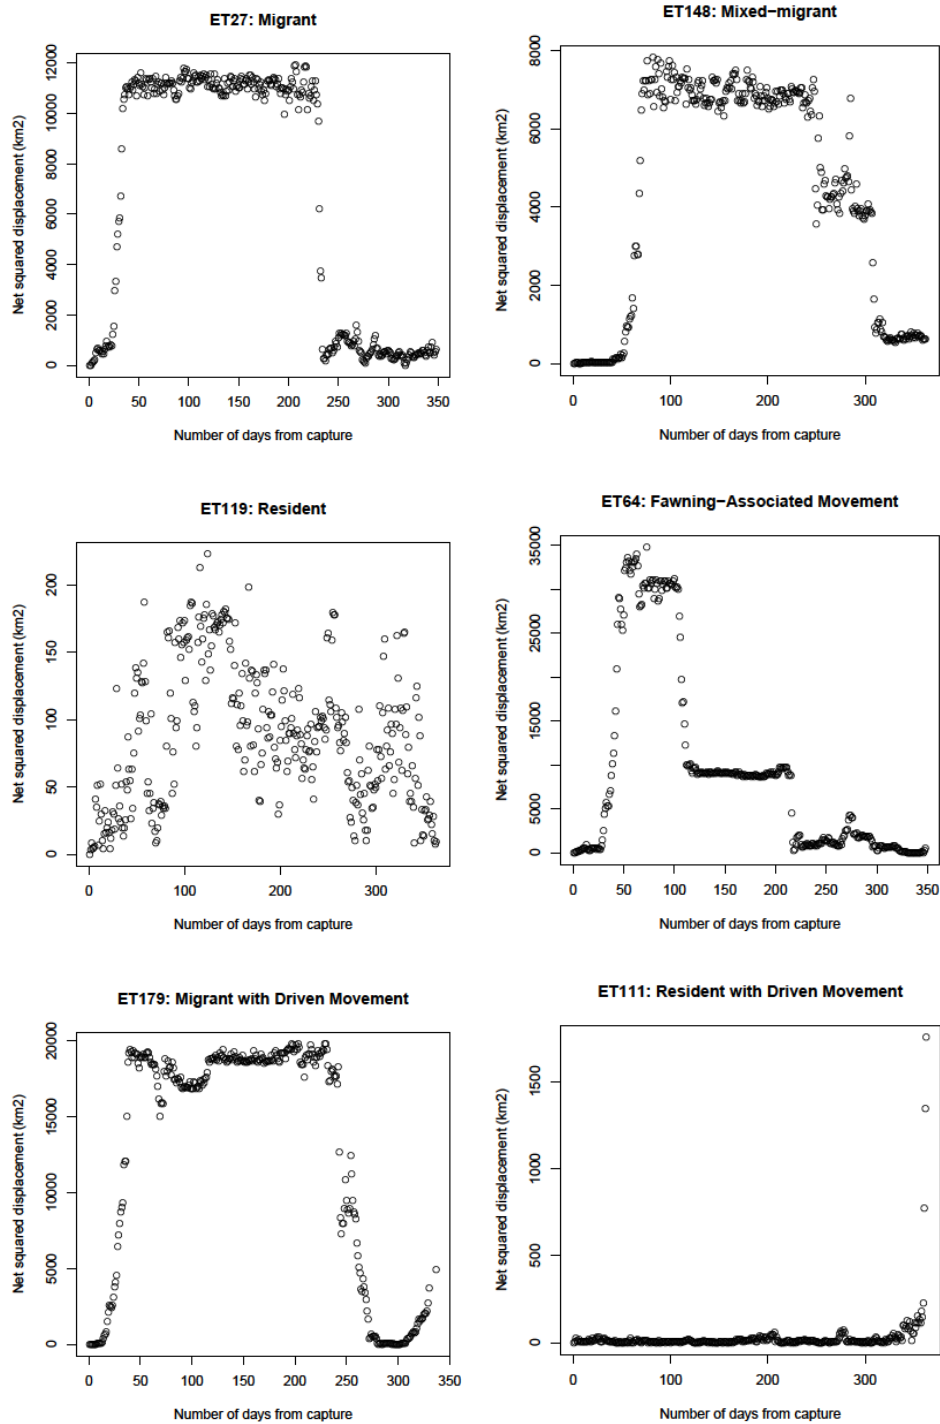 ET27: Migrant
Net squared displacement (km2)
0 2000 4000 6000 8000 10000 12000
0 50 100 150 200 250 300 350
Number of days from capture
ET148: Mixed−migrant
Net squared displacement (km2)
0 2000 4000 6000 8000
0 100 200 300
Number of days from capture
ET119: Resident
Net squared displacement (km2)
0 50 100 150 200
0 100 200 300
Number of days from capture
ET64: Fawning−Associated Movement
Net squared displacement (km2)
0 5000 15000 25000 35000
0 50 100 150 200 250 300 350
Number of days from capture
ET179: Migrant with Driven Movement
Net squared displacement (km2)
0 5000 10000 15000 20000
0 50 100 150 200 250 300 350
Number of days from capture
ET111: Resident with Driven Movement
Net squared displacement (km2)
0 500 1000 1500
0 100 200 300
Number of days from capture